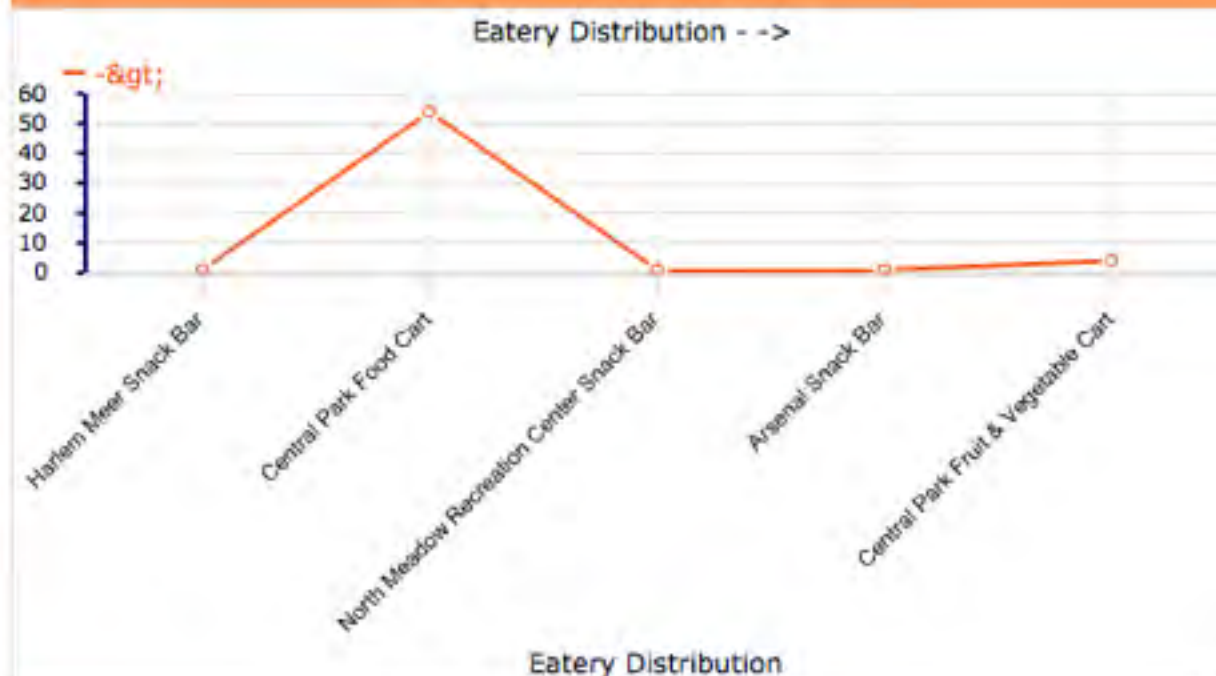 Eatery Distribution - -->
-&gt;
60
50
40
30
20
10
0
Harlem Meer Snack Bar
Central Park Food Cart
North Meadow Recreation Center Snack Bar
Arsenal Snack Bar
Central Park Fruit & Vegetable Cart
Eatery Distribution